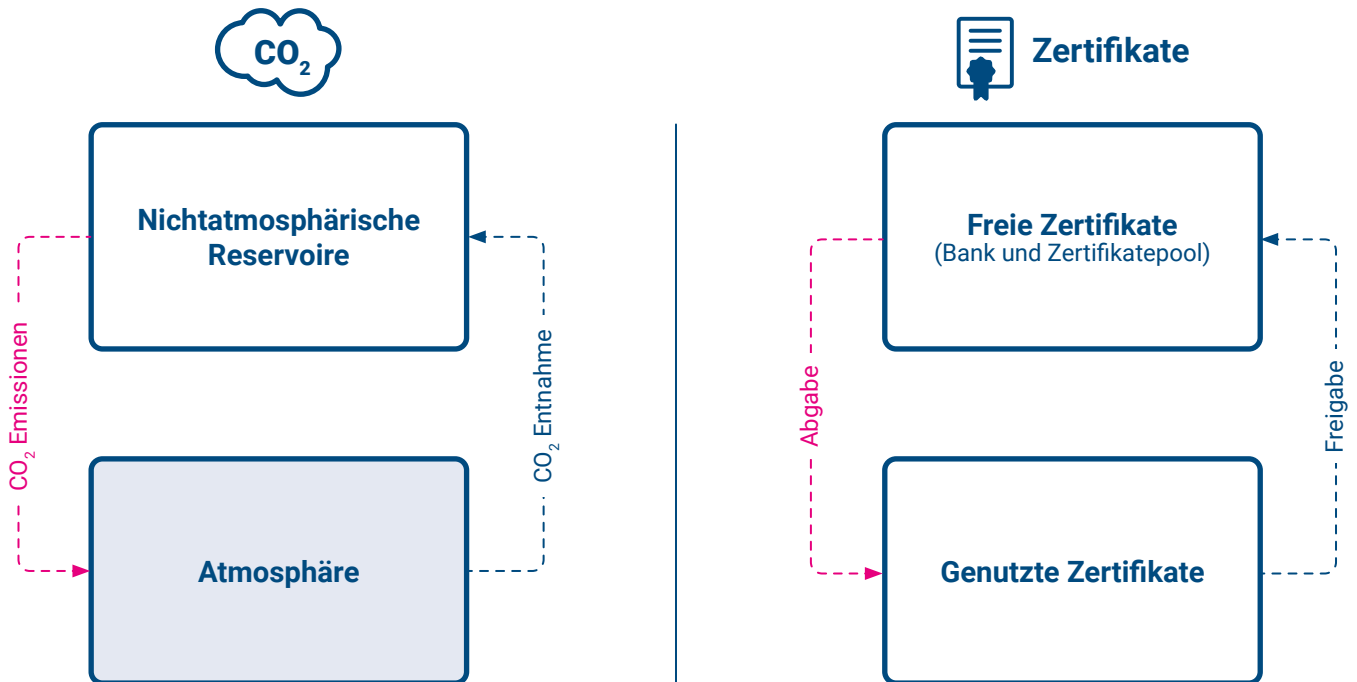 CO₂
Nichtatmosphärische
Reservoire
CO₂ Emissionen
CO₂ Entnahme
Atmosphäre
Zertifikate
Freie Zertifikate
(Bank und Zertifikatepool)
Abgabe
Freigabe
Genutzte Zertifikate